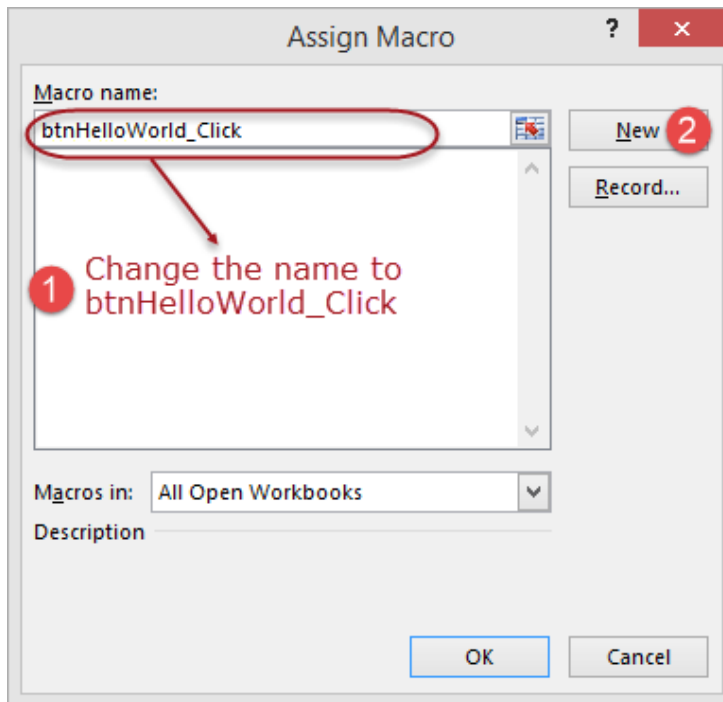 Assign Macro
?
×
Macro name:
btnHelloWorld_Click
New
2
Record...
1
Change the name to
btnHelloWorld_Click
Macros in:
All Open Workbooks
Description
OK
Cancel